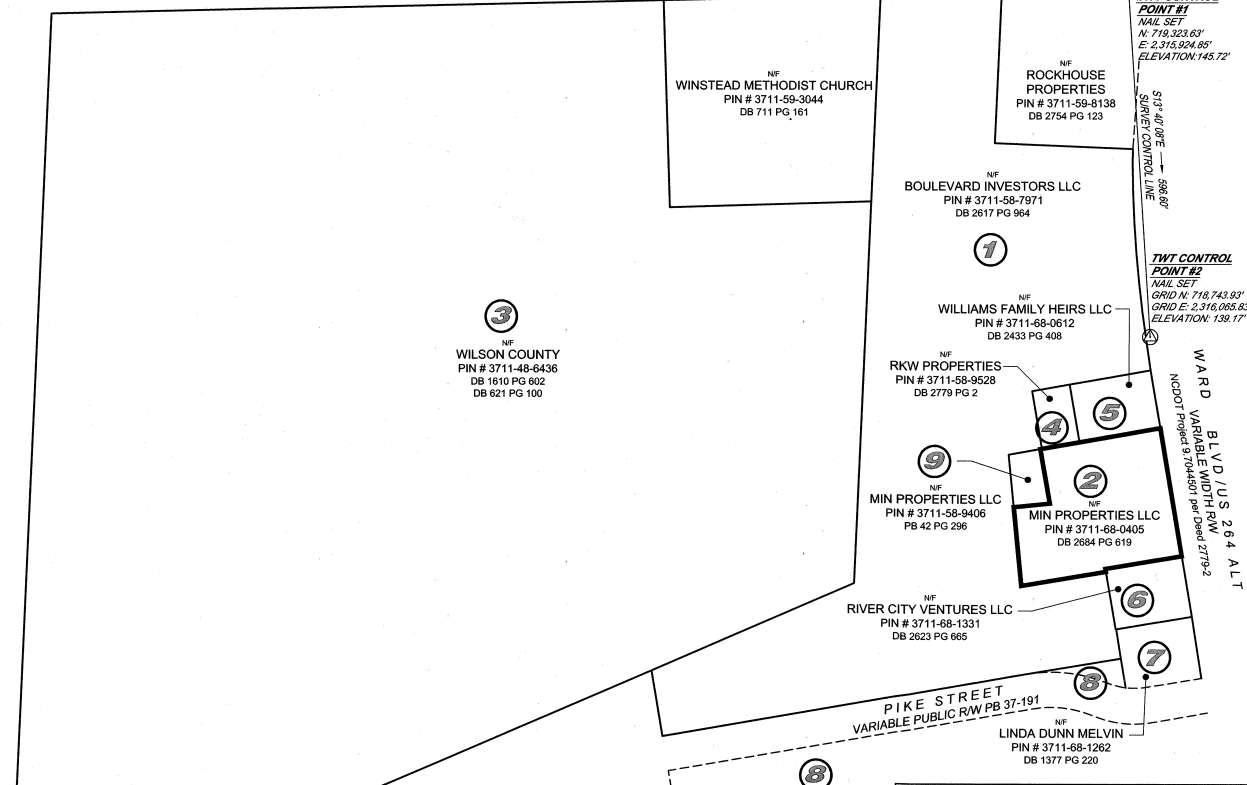 POINT #1
NAIL SET
N: 719,323.63'
E: 2,315,924.85'
ELEVATION:145.72'
N/F
WINSTEAD METHODIST CHURCH
PIN # 3711-59-3044
DB 711 PG 161
N/F
ROCKHOUSE
PROPERTIES
PIN # 3711-59-8138
DB 2754 PG 123
S13° 40' 08"E 596.60'
SURVEY CONTROL LINE
N/F
BOULEVARD INVESTORS LLC
PIN # 3711-58-7971
DB 2617 PG 964
1
TWT CONTROL
POINT #2
NAIL SET
GRID N: 718,743.93'
GRID E: 2,316,065.83
ELEVATION: 139.17'
3
N/F
WILSON COUNTY
PIN # 3711-48-6436
DB 1610 PG 602
DB 621 PG 100
N/F
WILLIAMS FAMILY HEIRS LLC
PIN # 3711-68-0612
DB 2433 PG 408
N/F
RKW PROPERTIES
PIN # 3711-58-9528
DB 2779 PG 2
4
5
WARD BLVD/US 264 ALT
VARIABLE WIDTH R/W
NCDOT Project 9.7044501 per Deed 2779-2
9
N/F
MIN PROPERTIES LLC
PIN # 3711-58-9406
PB 42 PG 296
2
N/F
MIN PROPERTIES LLC
PIN # 3711-68-0405
DB 2684 PG 619
N/F
RIVER CITY VENTURES LLC
PIN # 3711-68-1331
DB 2623 PG 665
6
7
8
PIKE STREET
VARIABLE PUBLIC R/W PB 37-191
N/F
LINDA DUNN MELVIN
PIN # 3711-68-1262
DB 1377 PG 220
8